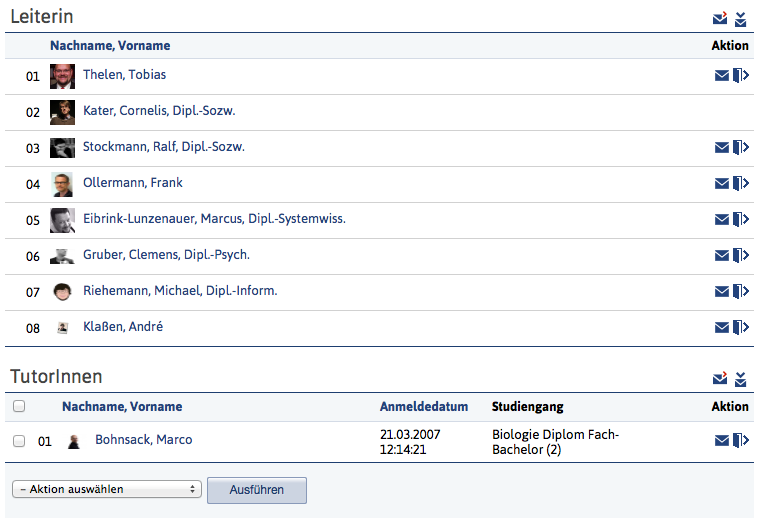 Leiterin
Nachname, Vorname Aktion
01 Thelen, Tobias
02 Kater, Cornelis, Dipl.-Sozw.
03 Stockmann, Ralf, Dipl.-Sozw.
04 Ollermann, Frank
05 Eibrink-Lunzenauer, Marcus, Dipl.-Systemwiss.
06 Gruber, Clemens, Dipl.-Psych.
07 Riehemann, Michael, Dipl.-Inform.
08 Klaßen, André
TutorInnen
Nachname, Vorname Anmeldedatum Studiengang Aktion
01 Bohnsack, Marco 21.03.2007 Biologie Diplom Fach-
12:14:21 Bachelor (2)
– Aktion auswählen Ausführen